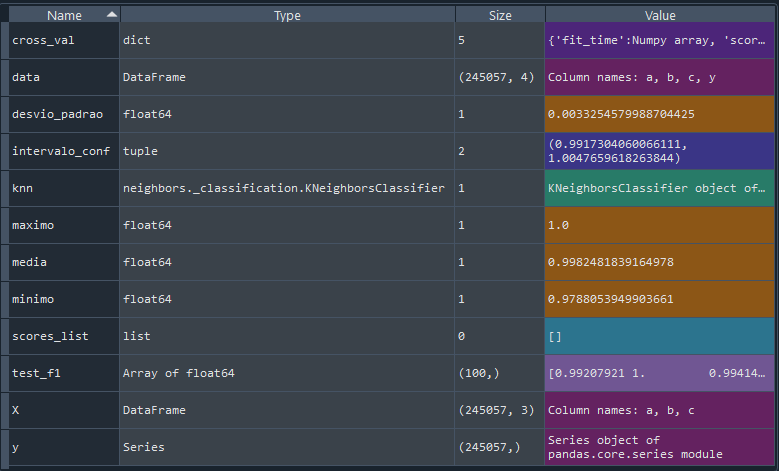 Name Type Size Value
cross_val dict 5 {'fit_time':Numpy array, 'scor…
data DataFrame (245057, 4) Column names: a, b, c, y
desvio_padrao float64 1 0.0033254579988704425
intervalo_conf tuple 2 (0.9917304060066111,
1.0047659618263844)
knn neighbors._classification.KNeighborsClassifier 1 KNeighborsClassifier object of…
maximo float64 1 1.0
media float64 1 0.9982481839164978
minimo float64 1 0.9788053949903661
scores_list list 0 []
test_f1 Array of float64 (100,) [0.99207921 1. 0.99414…
X DataFrame (245057, 3) Column names: a, b, c
y Series (245057,) Series object of
pandas.core.series module